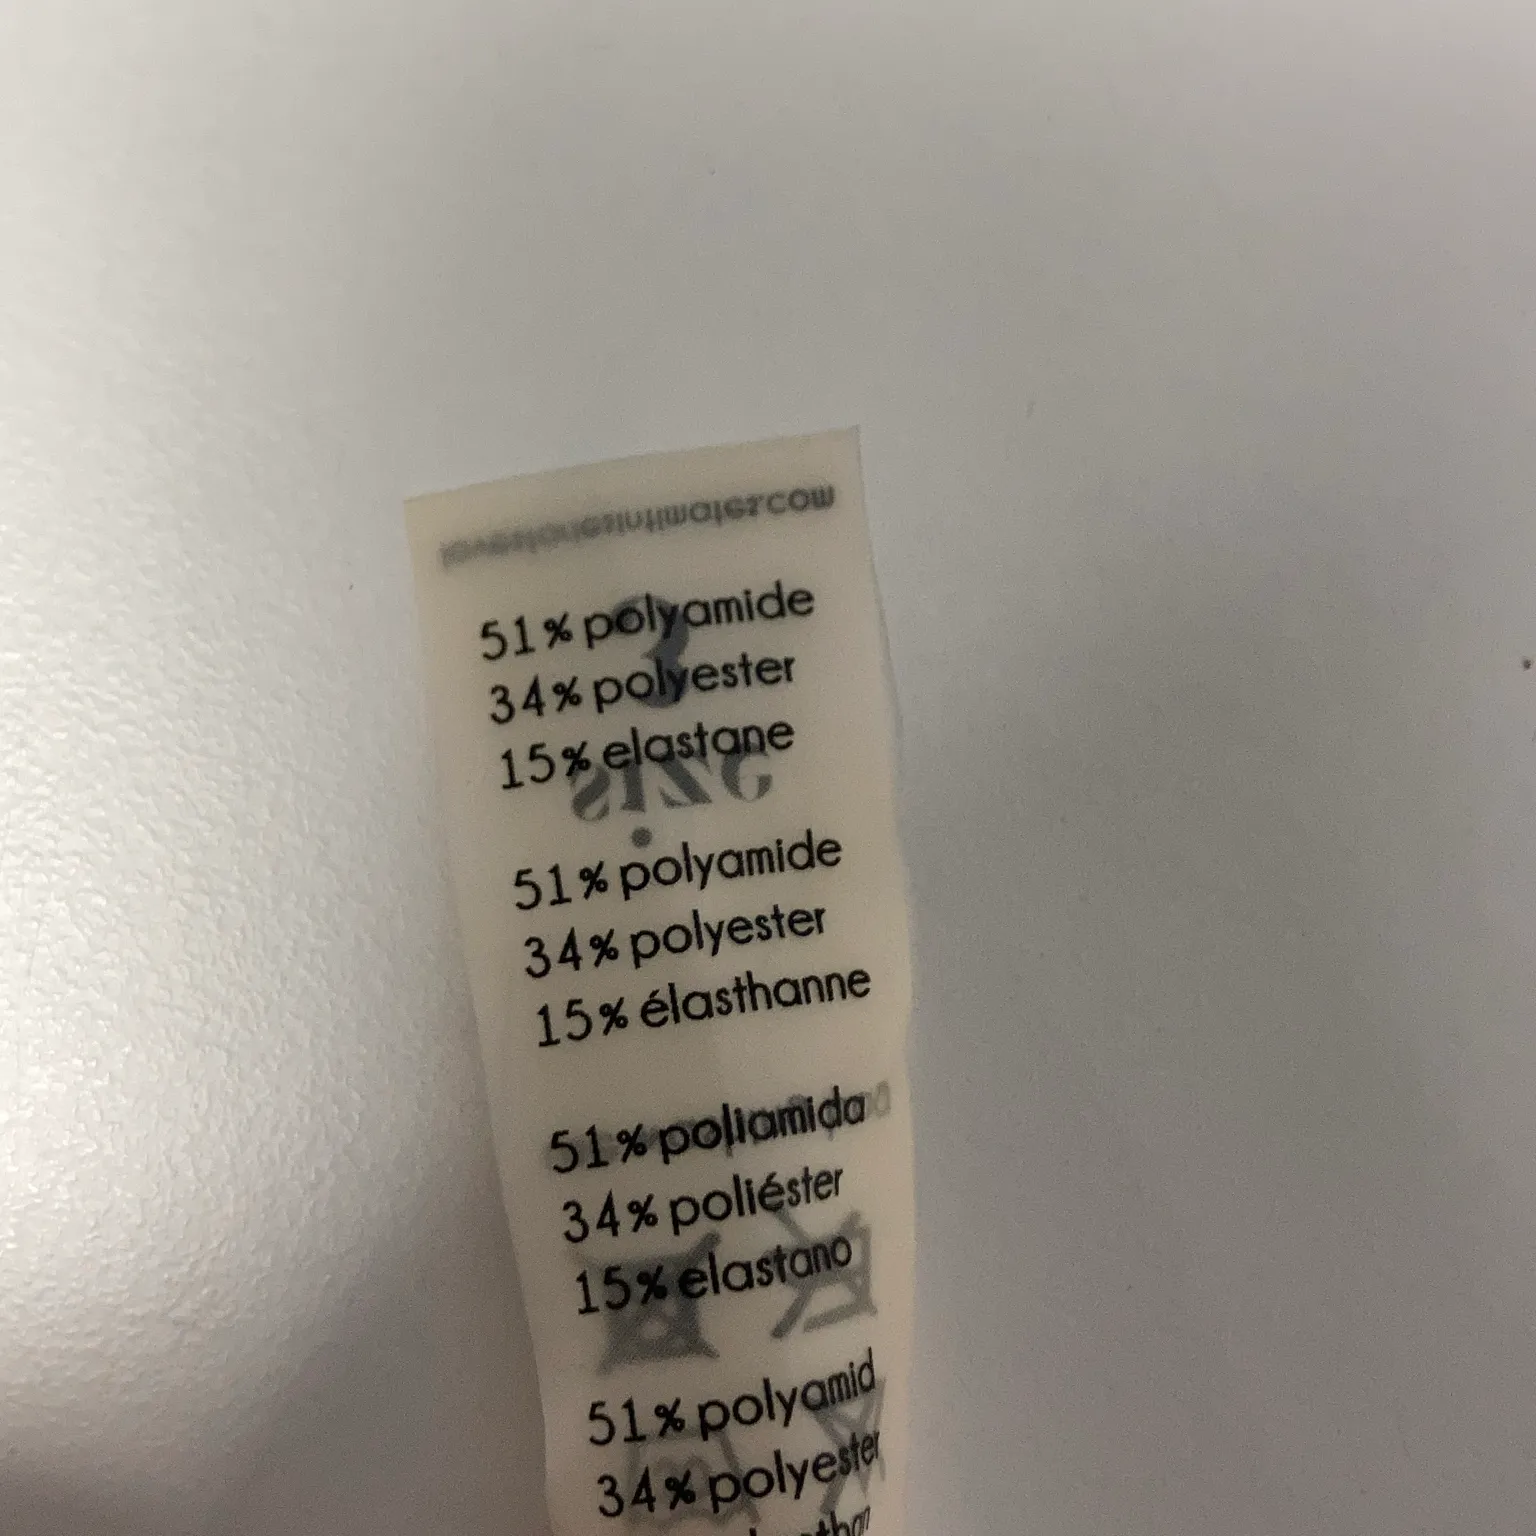 51% polyamide
34% polyester
15% elastane
51% polyamide
34% polyester
15% élasthanne
51% poliamida
34% poliéster
15% elastano
51% polyamid
34% polyester